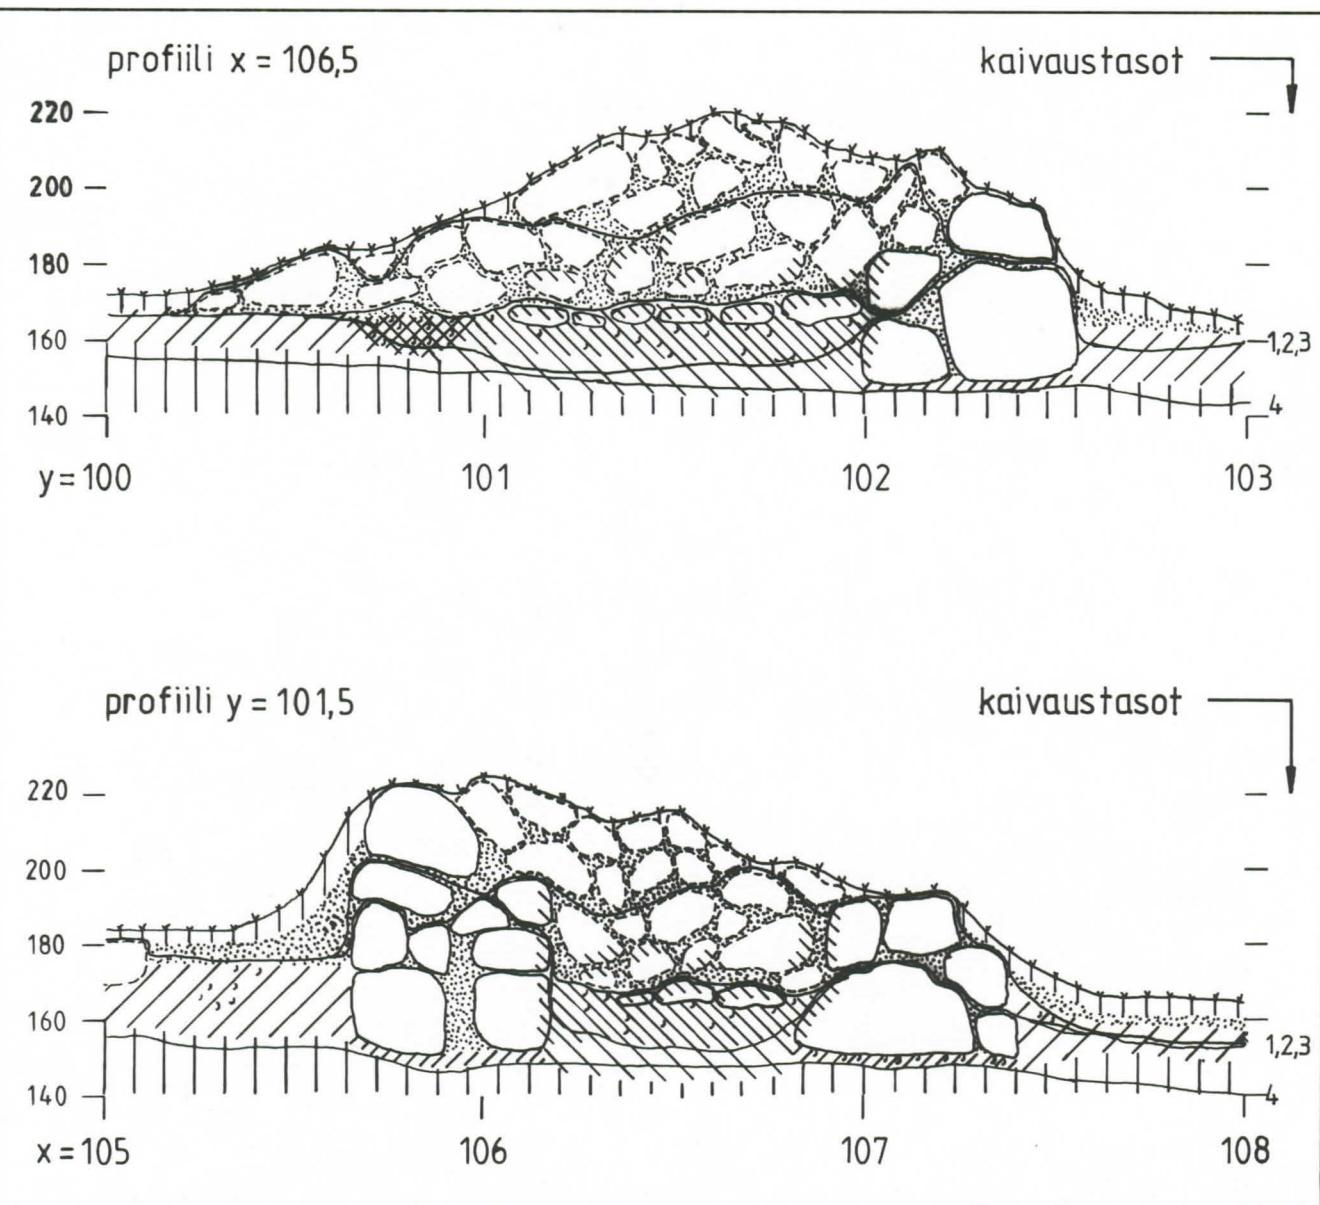 profiili x = 106,5 kaivaustasot
220
200
180
160 1,2,3
140 4
y = 100 101 102 103
profiili y = 101,5 kaivaustasot
220
200
180
160 1,2,3
140 4
x = 105 106 107 108